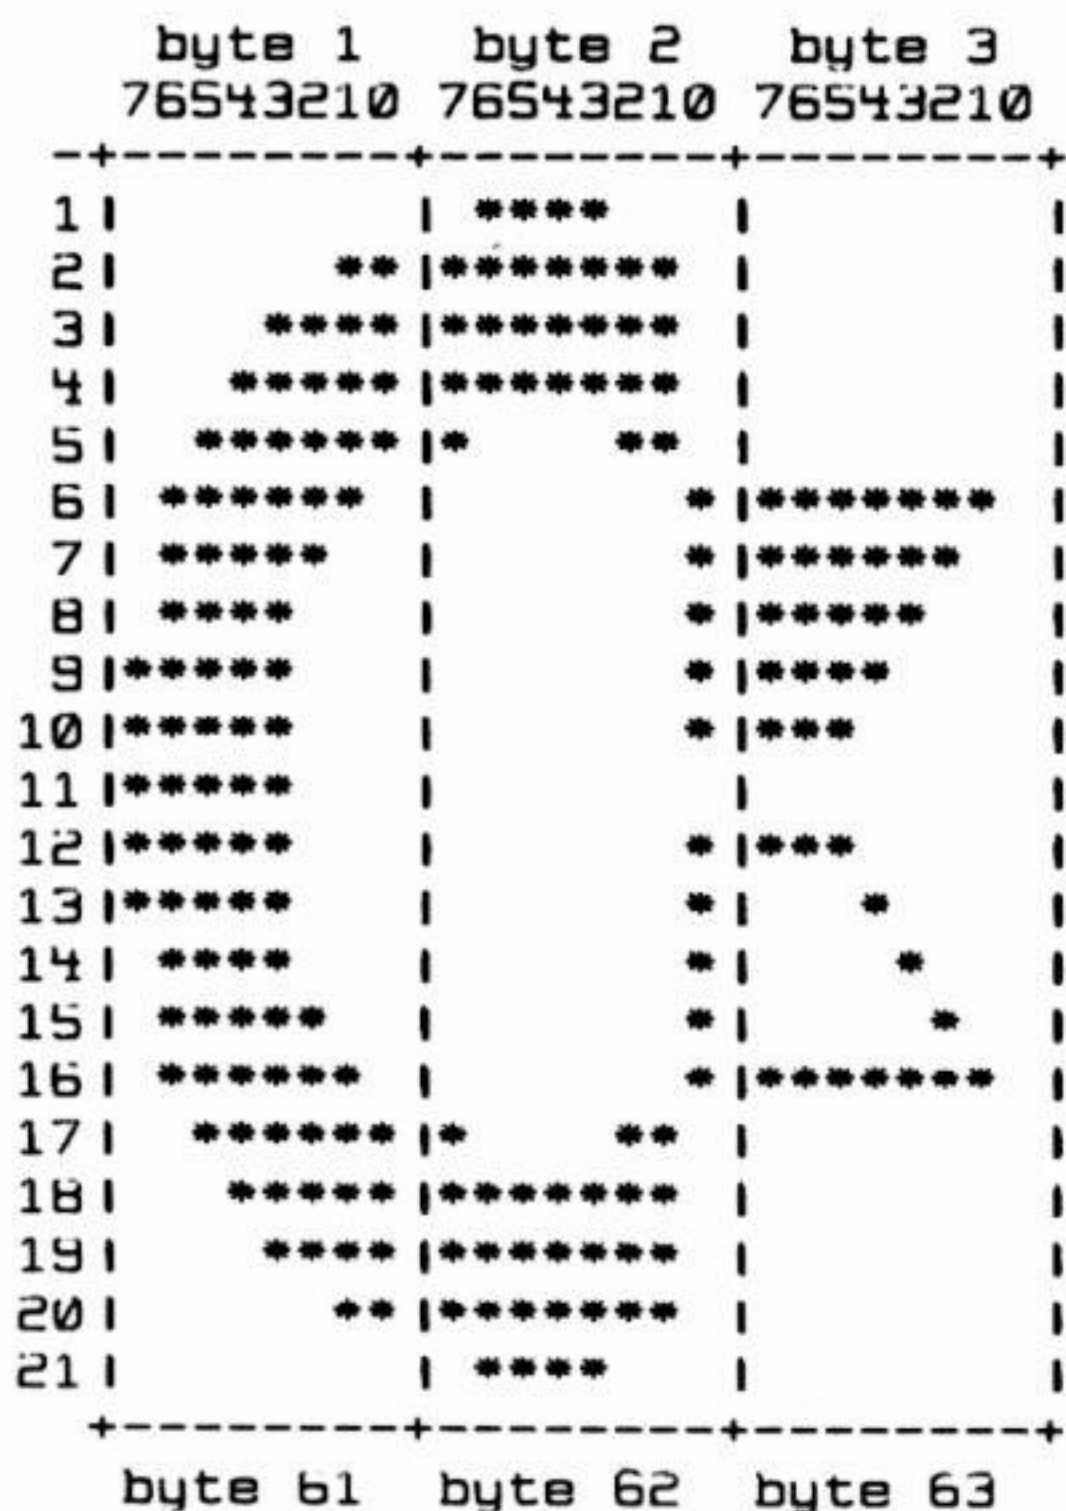 byte 1 byte 2 byte 3
76543210 76543210 76543210
--+--------+--------+--------+
1 |        | ****   |        |
2 |      **|******* |        |
3 |    ****|******* |        |
4 |   *****|******* |        |
5 |  ******|*    ** |        |
6 | ****** |       *|******* |
7 | *****  |       *|******  |
8 | ****   |       *|*****   |
9 |*****   |       *|****    |
10 |*****   |       *|***     |
11 |*****   |        |        |
12 |*****   |       *|***     |
13 |*****   |       *|   *    |
14 | ****   |       *|    *   |
15 | *****  |       *|     *  |
16 | ****** |       *|******* |
17 |  ******|*    ** |        |
18 |   *****|******* |        |
19 |    ****|******* |        |
20 |      **|******* |        |
21 |        | ****   |        |
+--------+--------+--------+
byte 61 byte 62 byte 63